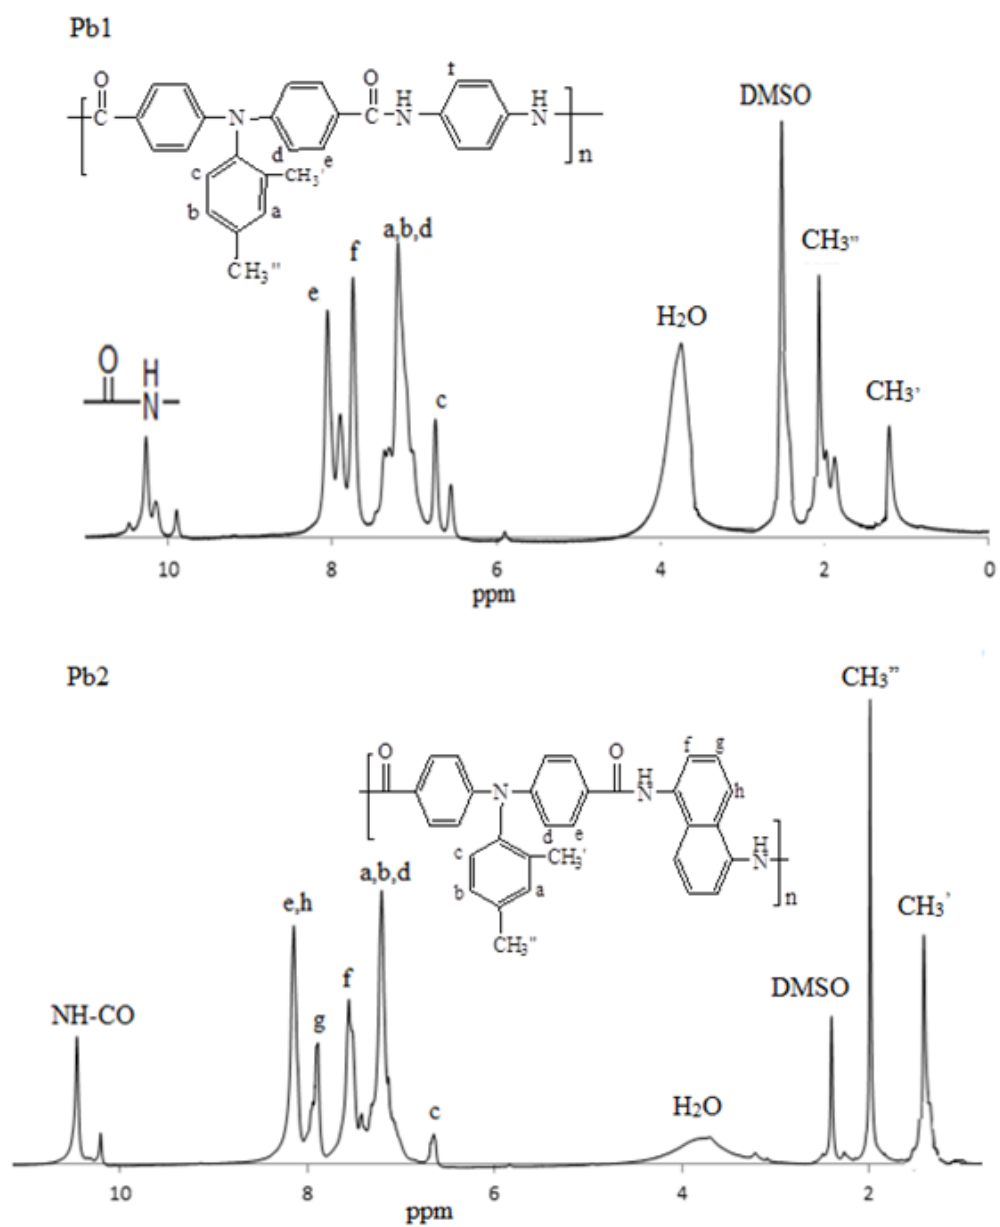 Pb1
O
C
N
O
C
H
N
t
H
N
n
d
e
c
b
a
CH3'
CH3"
DMSO
a,b,d
CH3”
f
e
H2O
O
H
N
c
CH3’
10
8
6
4
2
0
ppm
Pb2
CH3”
O
N
O
H
N
f
g
h
d
e
c
b
a
CH3'
CH3"
H
N
n
a,b,d
e,h
CH3’
f
DMSO
NH-CO
g
H2O
c
10
8
6
4
2
ppm